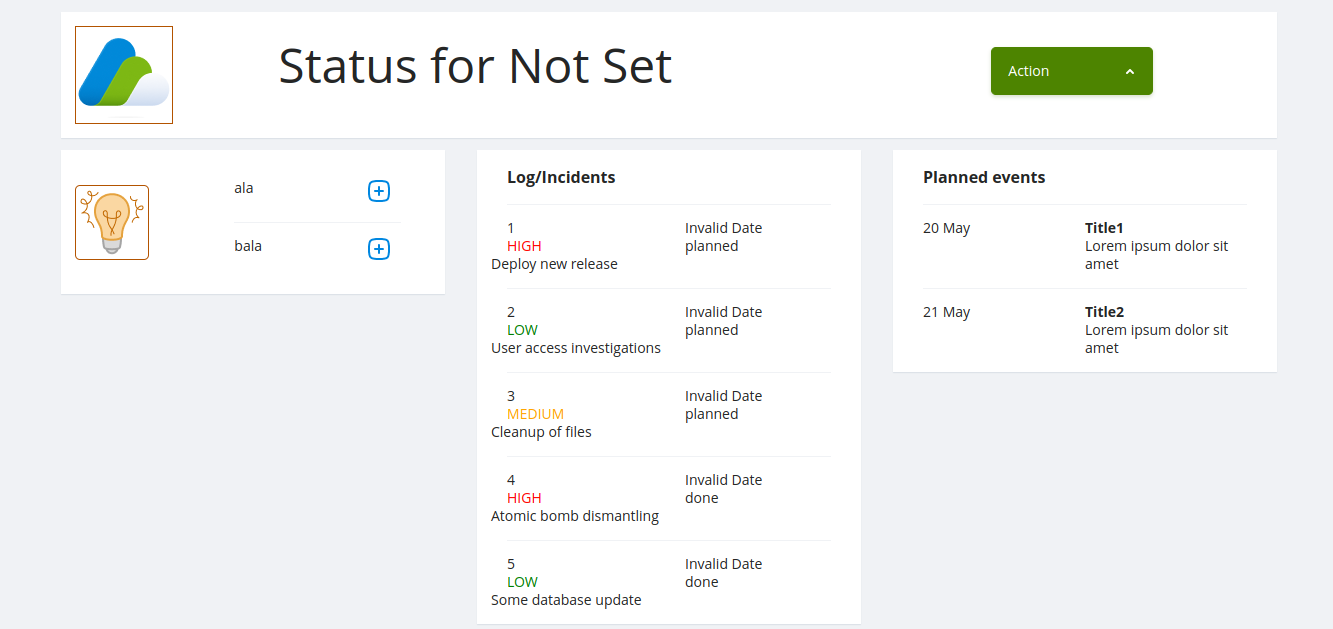 Status for Not Set
Action
ala
bala
Log/Incidents
1 Invalid Date
HIGH planned
Deploy new release
2 Invalid Date
LOW planned
User access investigations
3 Invalid Date
MEDIUM planned
Cleanup of files
4 Invalid Date
HIGH done
Atomic bomb dismantling
5 Invalid Date
LOW done
Some database update
Planned events
20 May Title1
Lorem ipsum dolor sit
amet
21 May Title2
Lorem ipsum dolor sit
amet